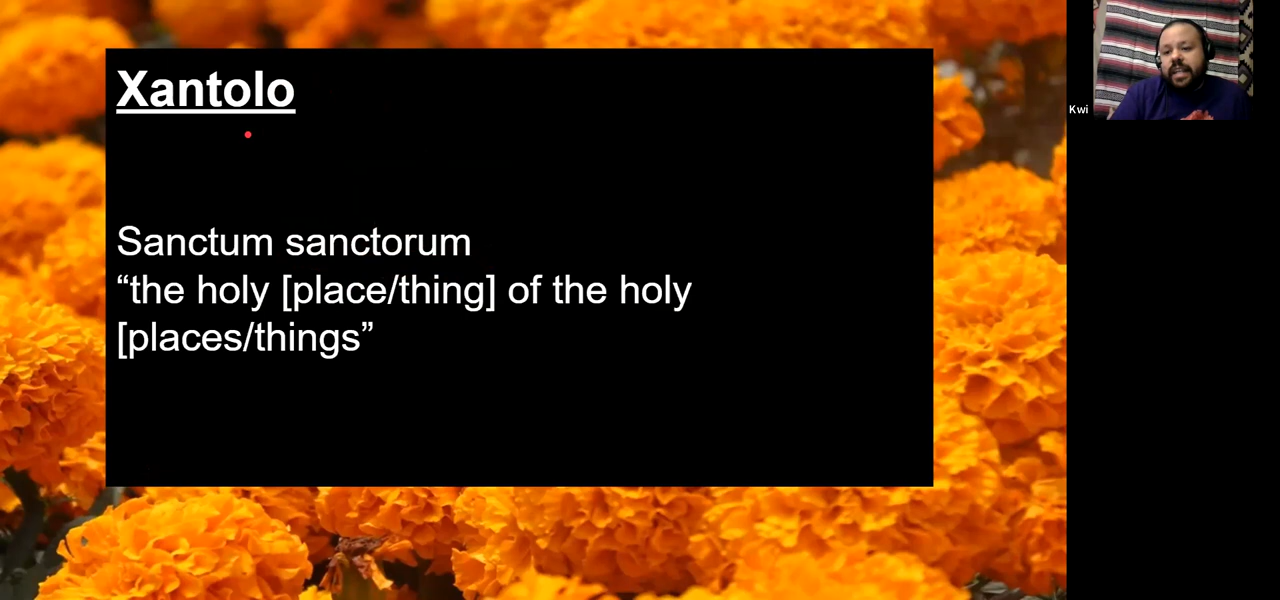 Xantolo
Sanctum sanctorum
“the holy [place/thing] of the holy
[places/things”
Kwi